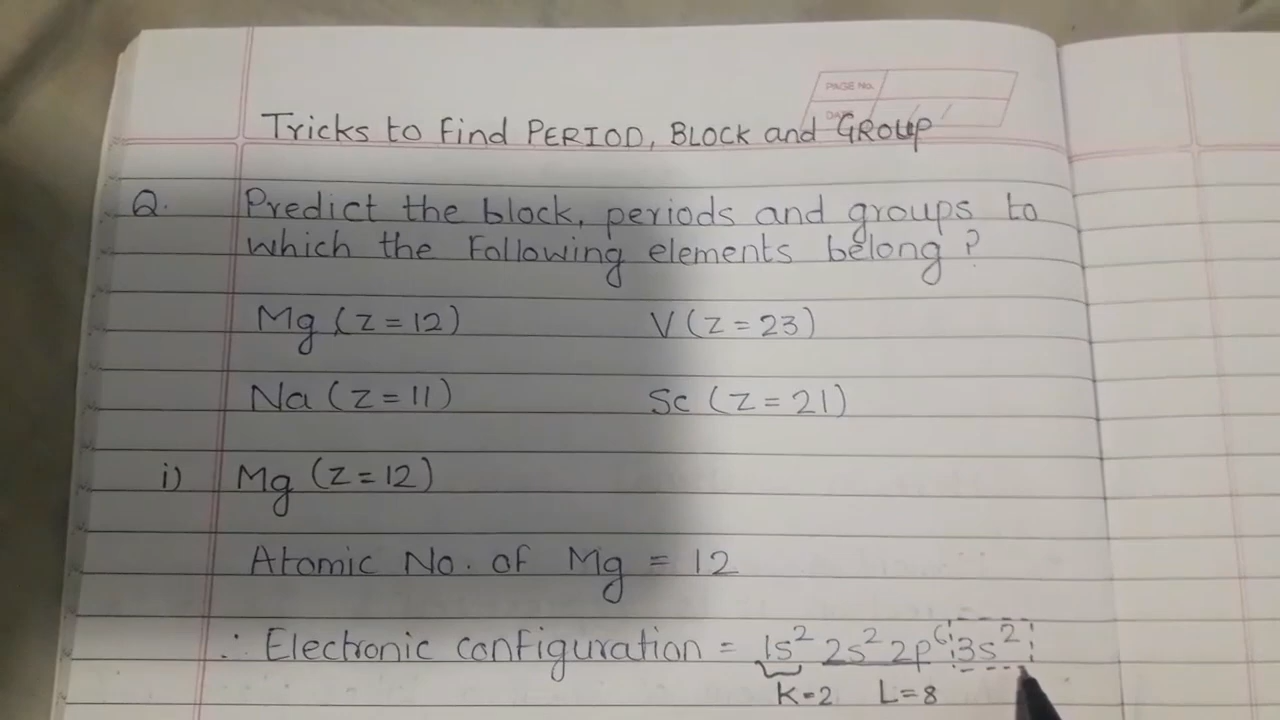 PAGE No.
DATE
Tricks to Find PERIOD, BLOCK and GROUP
Q. Predict the block, periods and groups to
which the Following elements belong?
Mg (Z=12) V (Z=23)
Na (Z=11) Sc (Z=21)
i) Mg (Z=12)
Atomic No. of Mg = 12
∴ Electronic configuration = 1s² 2s² 2p⁶ 3s²
K=2 L=8